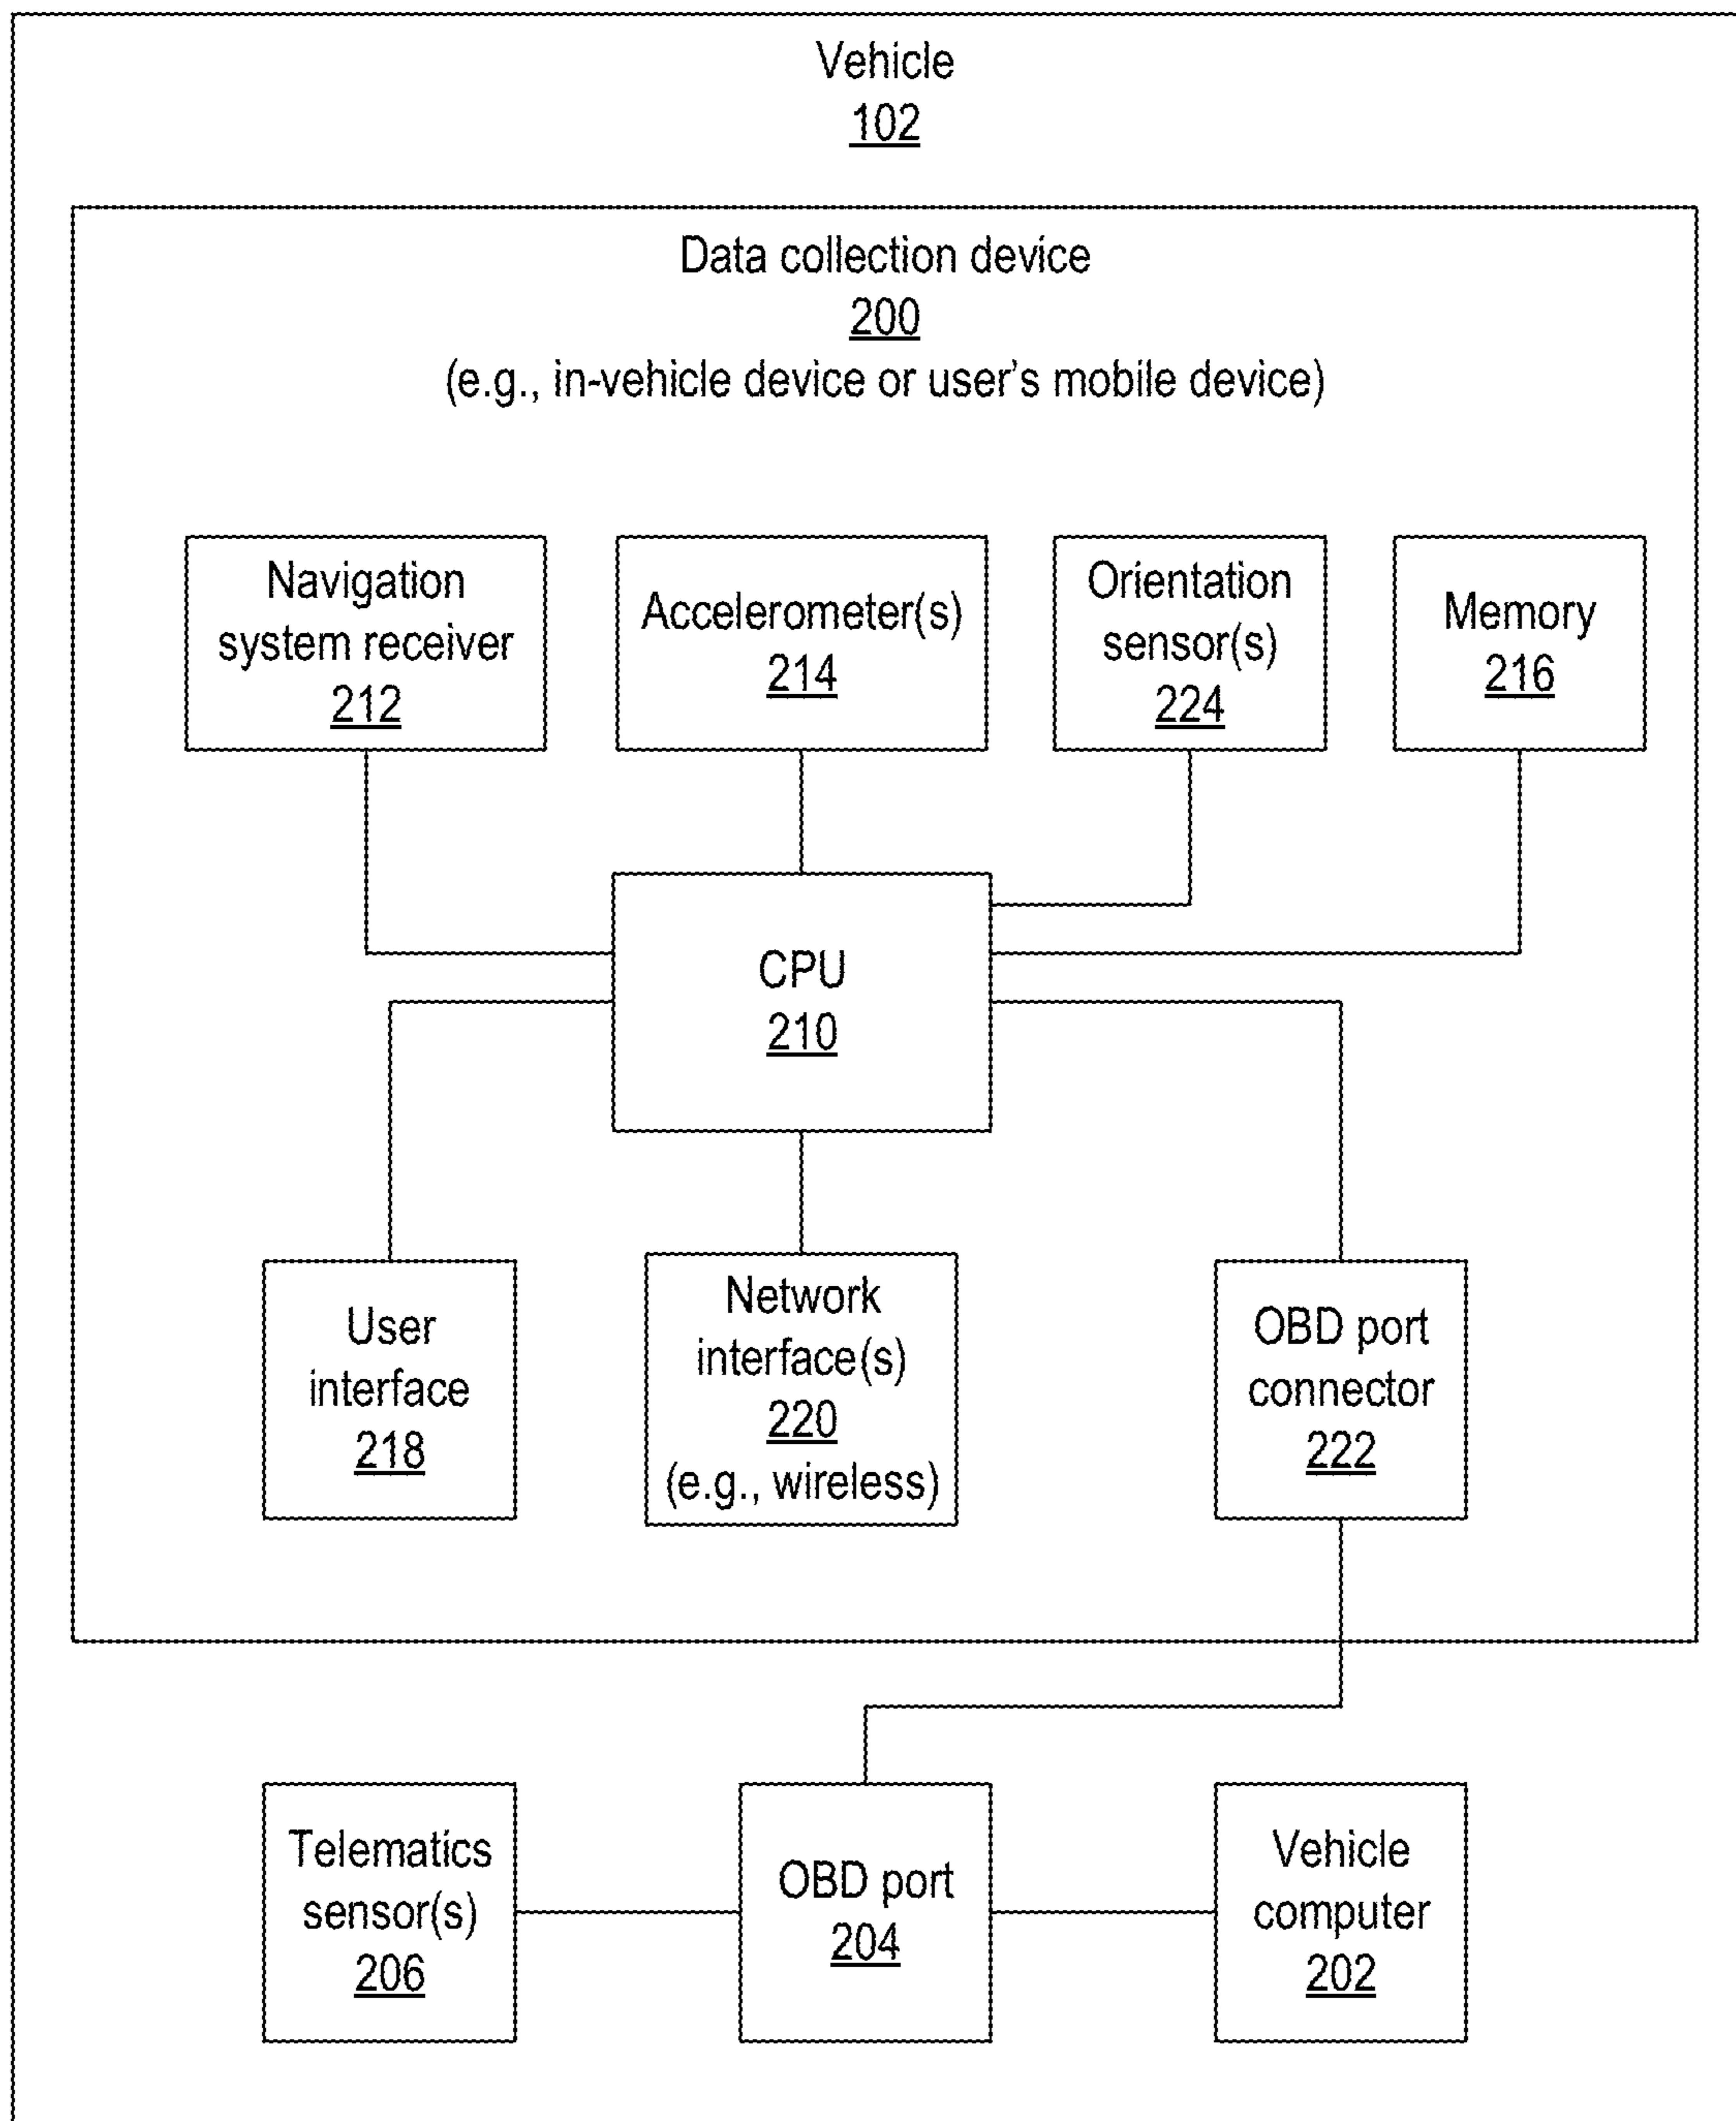 Vehicle
102
Data collection device
200
(e.g., in-vehicle device or user's mobile device)
Navigation
system receiver
212
Accelerometer(s)
214
Orientation
sensor(s)
224
Memory
216
CPU
210
User
interface
218
Network
interface(s)
220
(e.g., wireless)
OBD port
connector
222
Telematics
sensor(s)
206
OBD port
204
Vehicle
computer
202